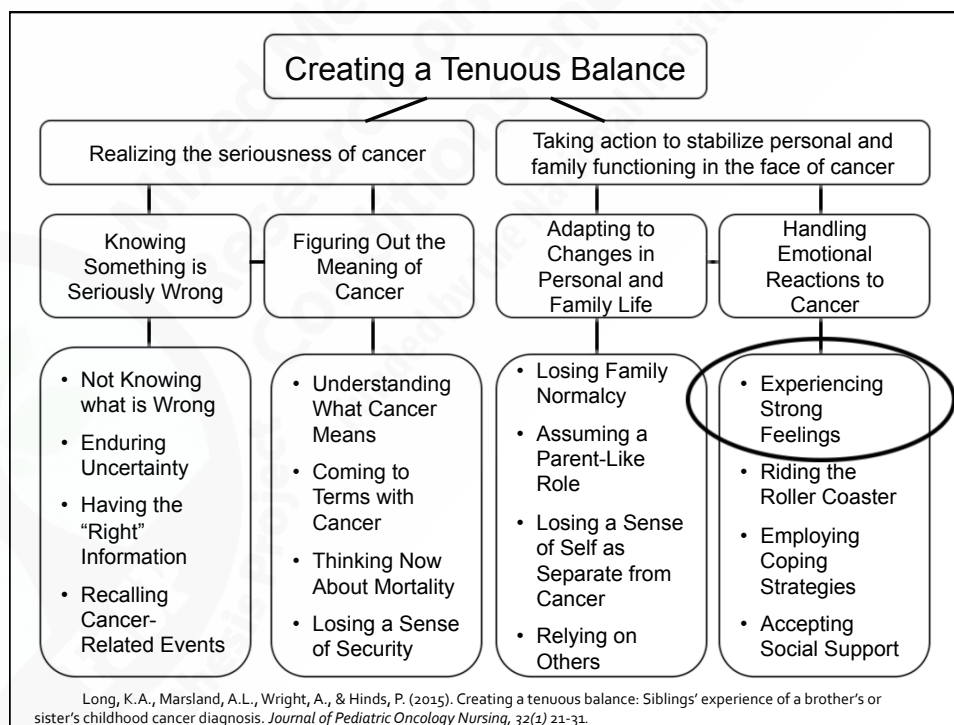 Creating a Tenuous Balance
Realizing the seriousness of cancer
Taking action to stabilize personal and
family functioning in the face of cancer
Knowing
Something is
Seriously Wrong
Figuring Out the
Meaning of
Cancer
Adapting to
Changes in
Personal and
Family Life
Handling
Emotional
Reactions to
Cancer
• Not Knowing
what is Wrong
• Enduring
Uncertainty
• Having the
“Right”
Information
• Recalling
Cancer-
Related Events
• Understanding
What Cancer
Means
• Coming to
Terms with
Cancer
• Thinking Now
About Mortality
• Losing a Sense
of Security
• Losing Family
Normalcy
• Assuming a
Parent-Like
Role
• Losing a Sense
of Self as
Separate from
Cancer
• Relying on
Others
• Experiencing
Strong
Feelings
• Riding the
Roller Coaster
• Employing
Coping
Strategies
• Accepting
Social Support
Long, K.A., Marsland, A.L., Wright, A., & Hinds, P. (2015). Creating a tenuous balance: Siblings’ experience of a brother’s or
sister’s childhood cancer diagnosis. Journal of Pediatric Oncology Nursing, 32(1) 21-31.